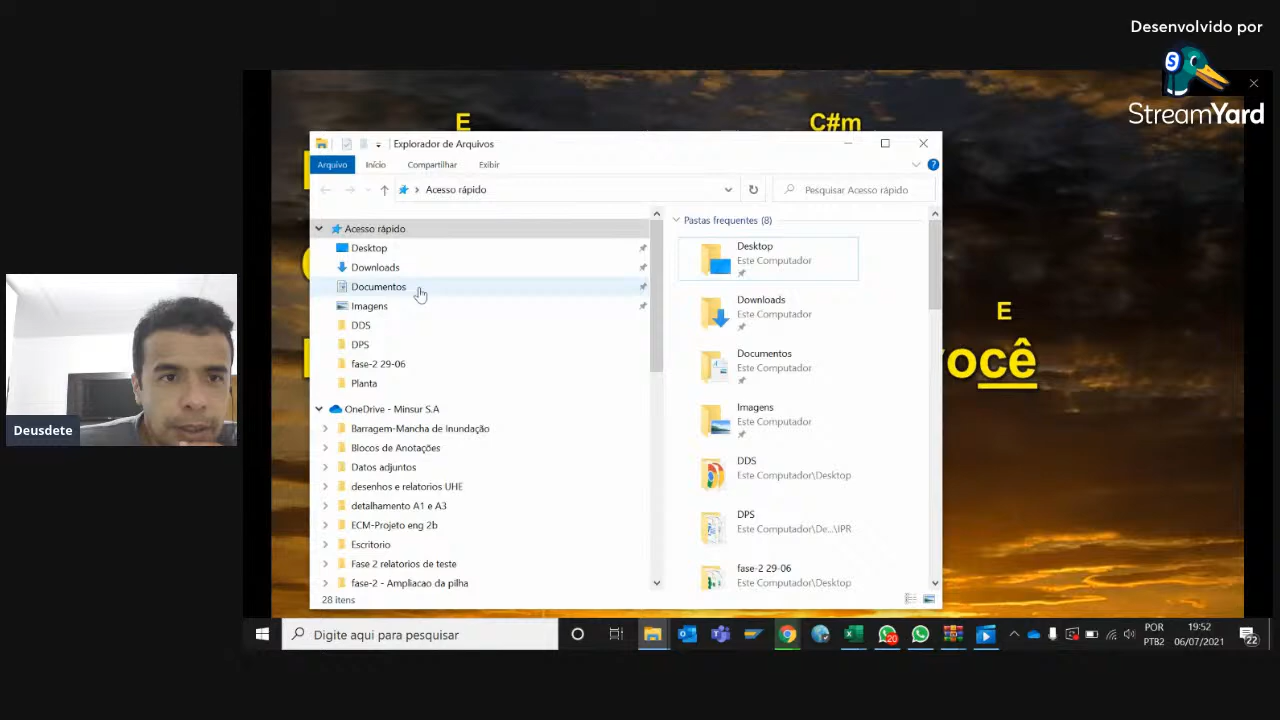 Desenvolvido por
S
StreamYard
E
C#m
Explorador de Arquivos
Arquivo
Início
Compartilhar
Exibir
Acesso rápido
Pesquisar Acesso rápido
Acesso rápido
Desktop
Downloads
Documentos
Imagens
DDS
DPS
fase-2 29-06
Planta
OneDrive - Minsur S.A
Barragem-Mancha de Inundação
Blocos de Anotações
Datos adjuntos
desenhos e relatorios UHE
detalhamento A1 e A3
ECM-Projeto eng 2b
Escritorio
Fase 2 relatorios de teste
fase-2 - Ampliacao da pilha
Pastas frequentes (8)
Desktop
Este Computador
Downloads
Este Computador
Documentos
Este Computador
Imagens
Este Computador
DDS
Este Computador\Desktop
DPS
Este Computador\De...\IPR
fase-2 29-06
Este Computador\Desktop
28 itens
E
você
Deusdete
Digite aqui para pesquisar
20
POR
PTB2
19:52
06/07/2021
22